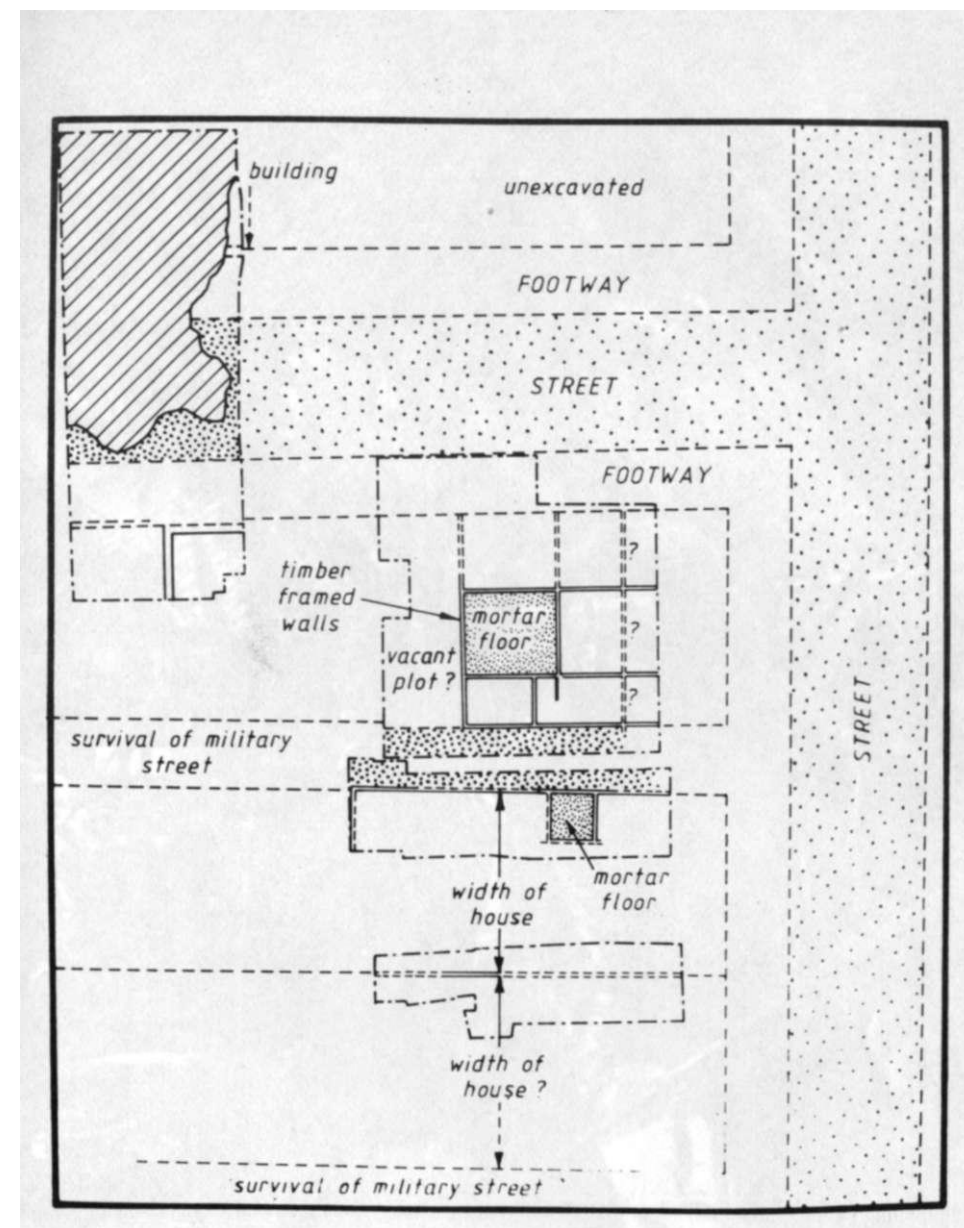 building
unexcavated
FOOTWAY
STREET
FOOTWAY
timber
framed
walls
mortar
floor
?
?
?
vacant
plot ?
survival of military
street
STREET
mortar
floor
width of
house
width of
house ?
survival of military street